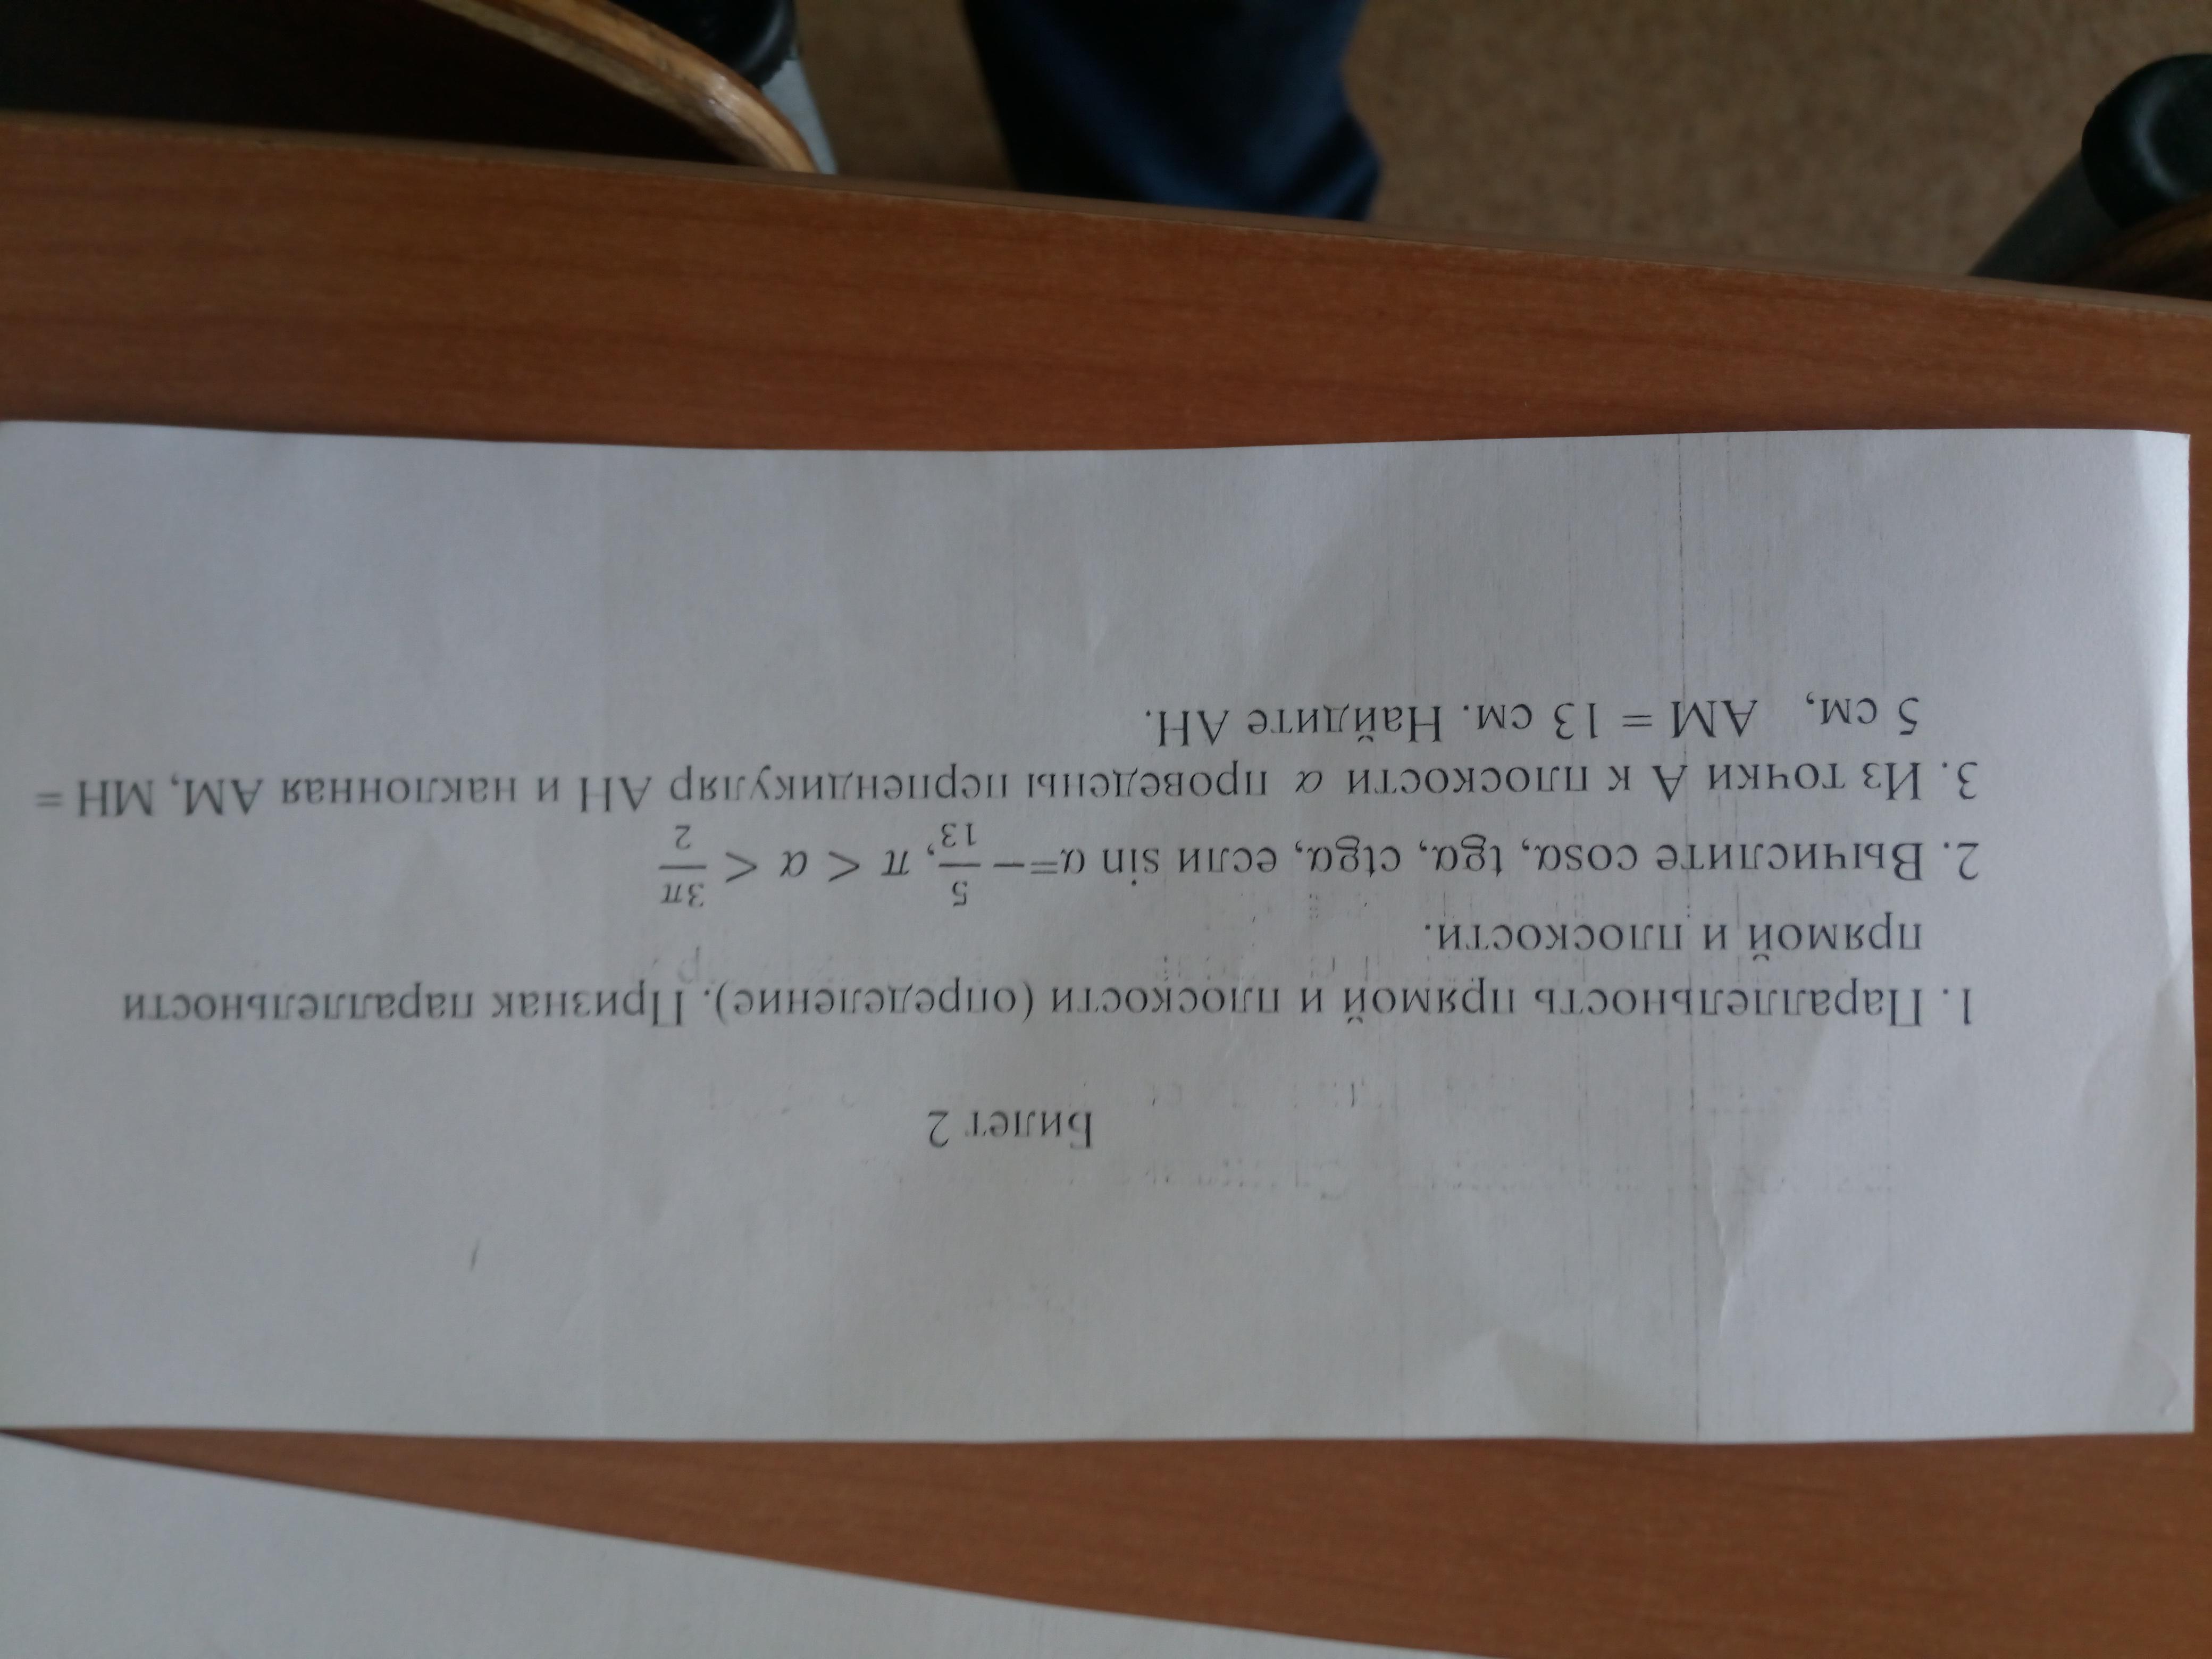 Билет 2
1. Параллельность прямой и плоскости (определение). Признак параллельности
прямой и плоскости.
2. Вычислите cosα, tgα, ctgα, если sin α=−5/13, π < α < 3π/2
3. Из точки А к плоскости α проведены перпендикуляр АН и наклонная АМ, МН =
5 см, АМ = 13 см. Найдите АН.